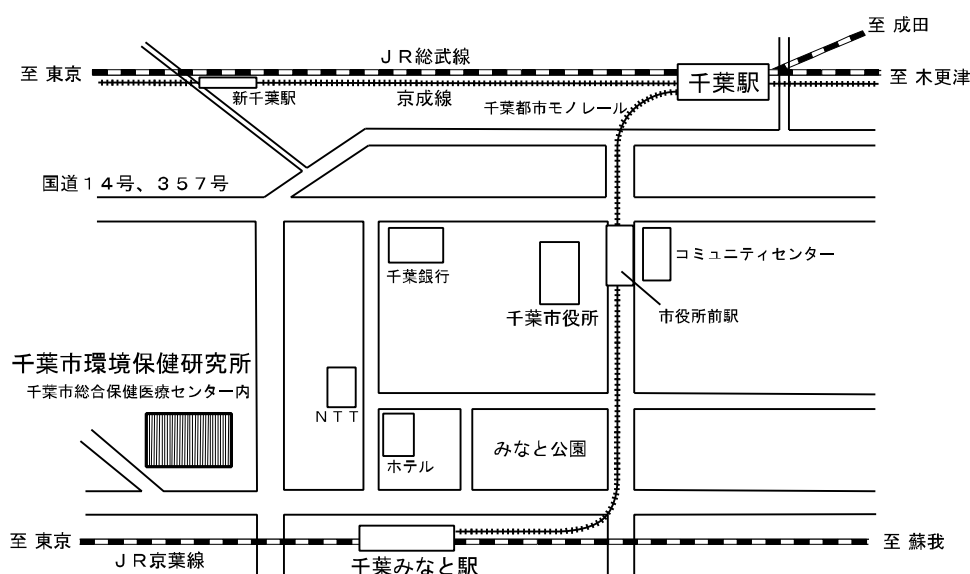 至 成田
ＪＲ総武線
至 東京
千葉駅
至 木更津
新千葉駅
京成線
千葉都市モノレール
国道１４号、３５７号
コミュニティセンター
千葉銀行
千葉市役所
市役所前駅
千葉市環境保健研究所
千葉市総合保健医療センター内
ＮＴＴ
みなと公園
ホテル
至 東京
至 蘇我
ＪＲ京葉線
千葉みなと駅